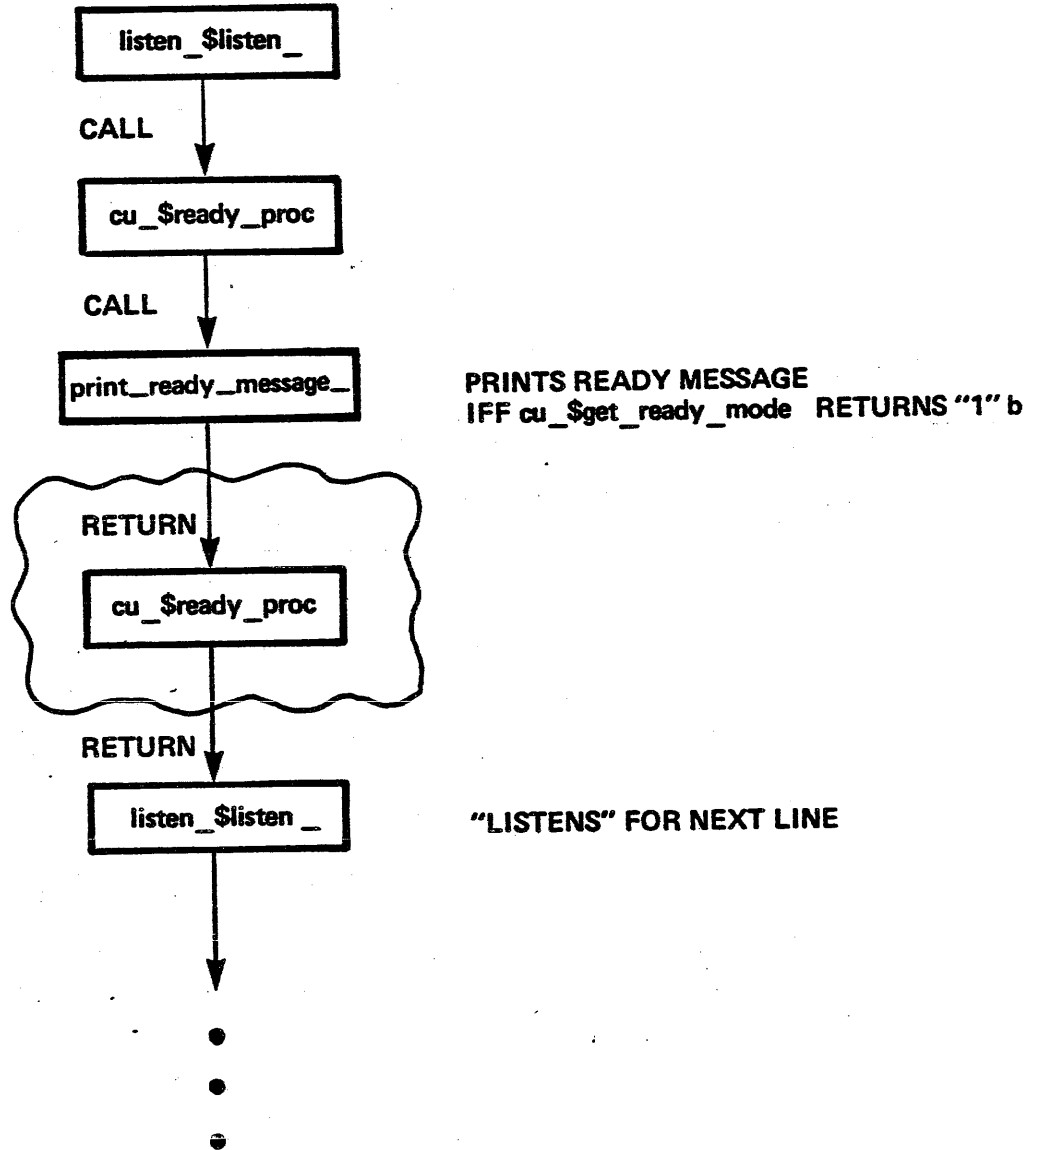 listen_$listen_
CALL
cu_$ready_proc
CALL
print_ready_message_
PRINTS READY MESSAGE
IFF cu_$get_ready_mode RETURNS "1" b
RETURN
cu_$ready_proc
RETURN
listen_$listen_
"LISTENS" FOR NEXT LINE